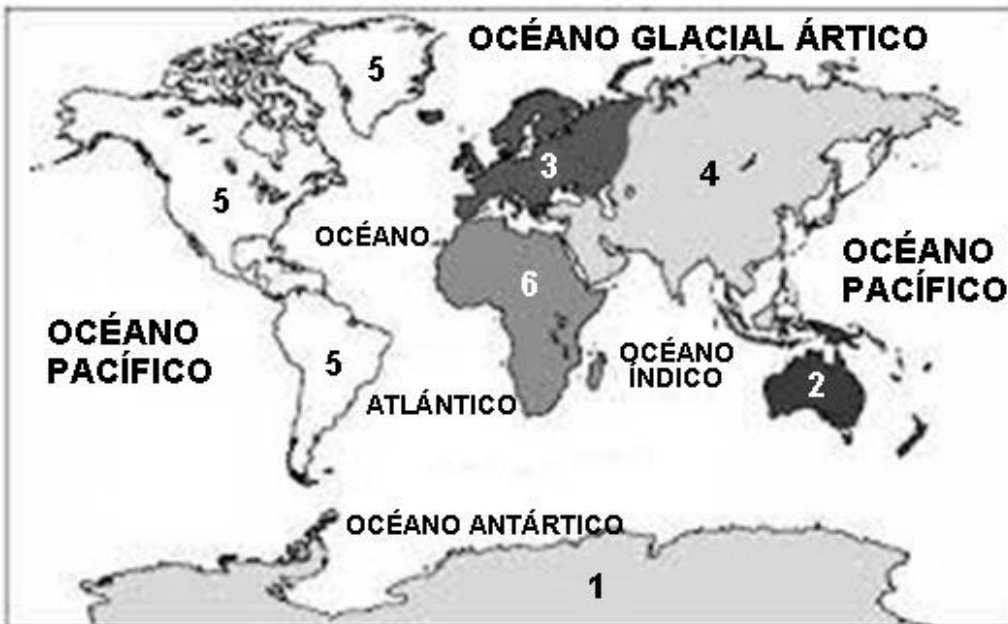 OCÉANO GLACIAL ÁRTICO
5
3
4
5
OCÉANO
OCÉANO
PACÍFICO
6
OCÉANO
PACÍFICO
5
OCÉANO
ÍNDICO
2
ATLÁNTICO
OCÉANO ANTÁRTICO
1